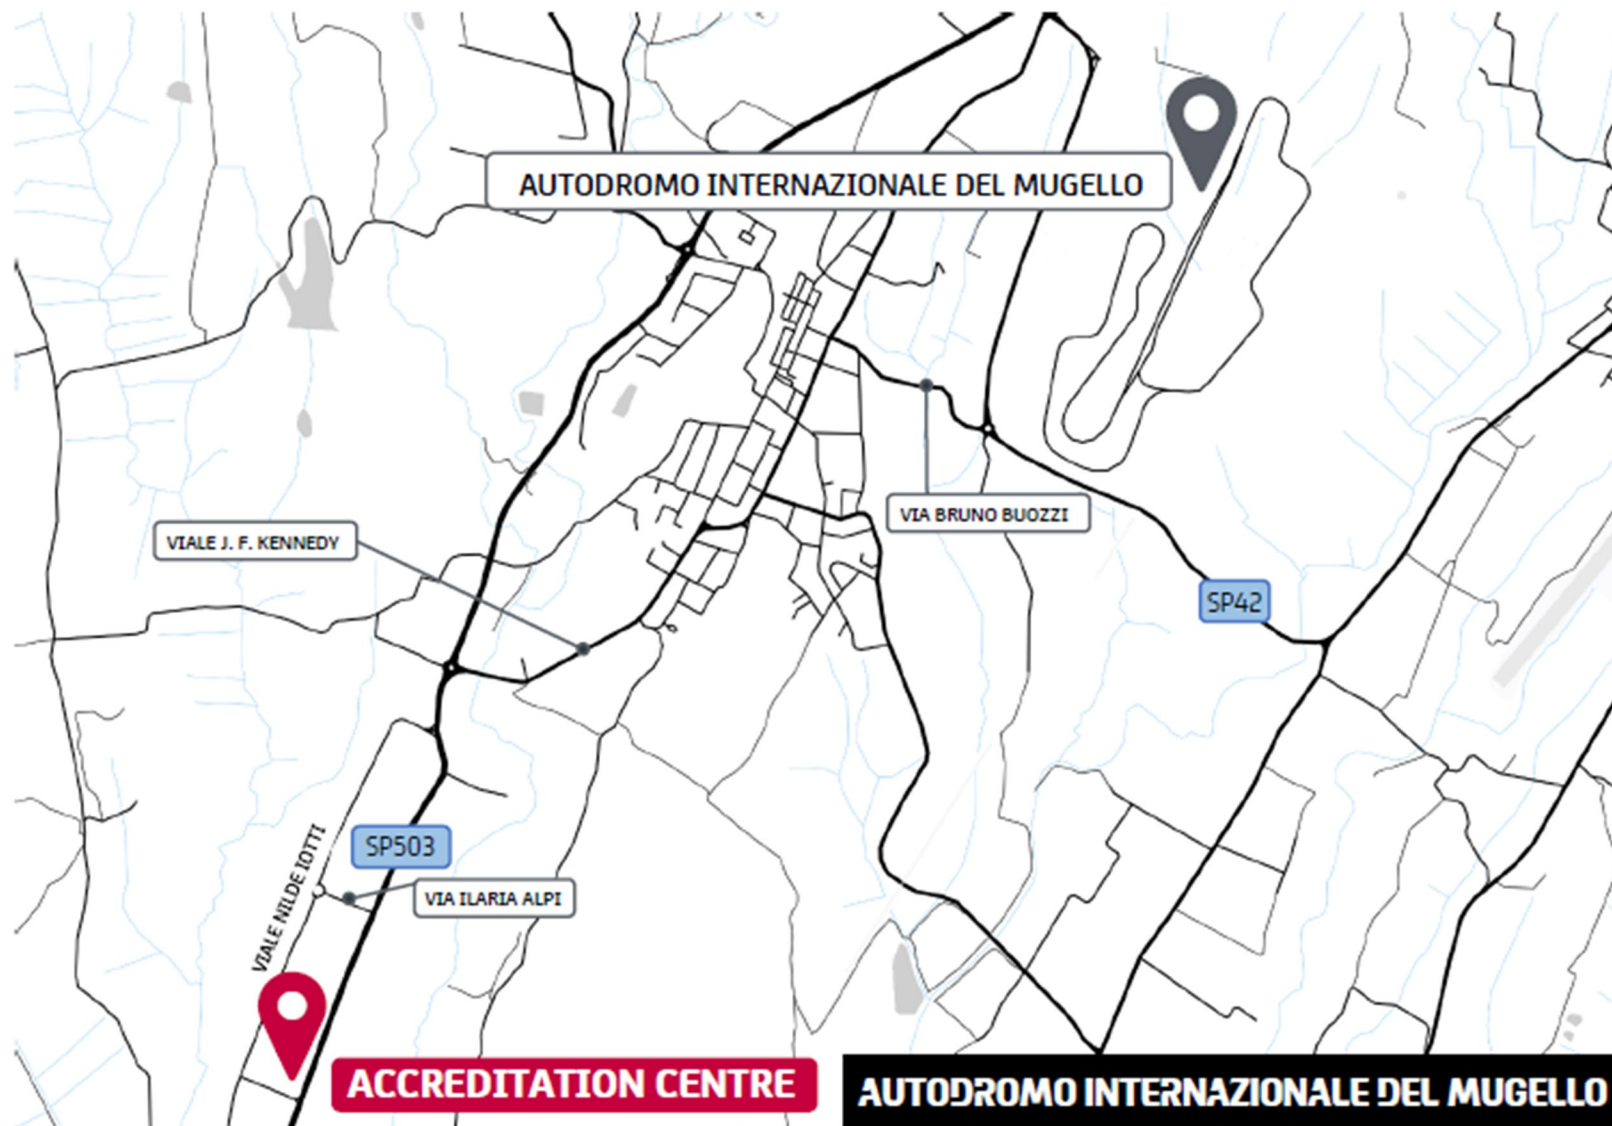 AUTODROMO INTERNAZIONALE DEL MUGELLO
VIA BRUNO BUOZZI
VIALE J. F. KENNEDY
SP42
SP503
VIALE NILDE IOTTI
VIA ILARIA ALPI
ACCREDITATION CENTRE
AUTODROMO INTERNAZIONALE DEL MUGELLO